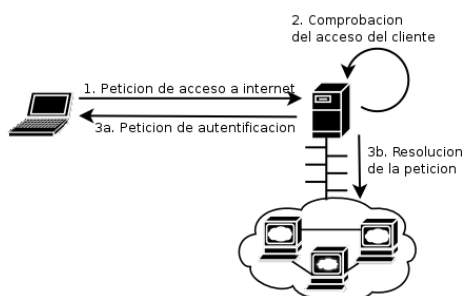 2. Comprobacion
del acceso del cliente
1. Peticion de acceso a internet
3a. Peticion de autentificacion
3b. Resolucion
de la peticion